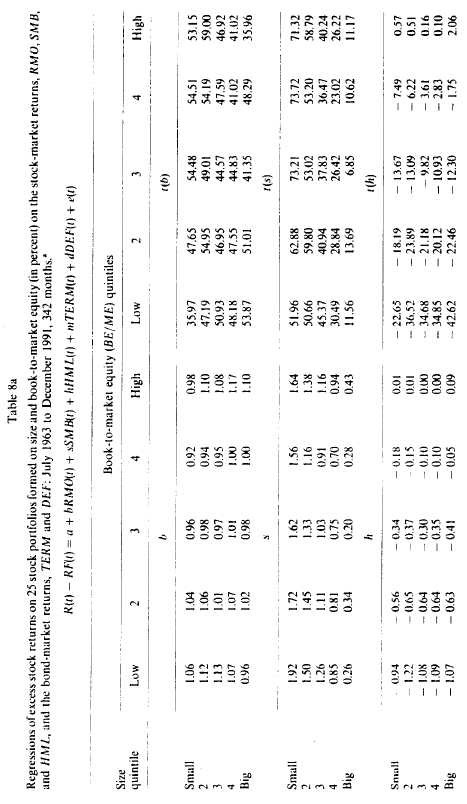 Table 8a
Regressions of excess stock returns on 25 stock portfolios formed on size and book-to-market equity (in percent) on the stock-market returns, RMO, SMB,
and HML, and the bond-market returns, TERM and DEF: July 1963 to December 1991, 342 months.ª
R(t) − RF(t) = a + bRMO(t) + sSMB(t) + hHML(t) + mTERM(t) + dDEF(t) + e(t)
Book-to-market equity (BE/ME) quintiles
Size
quintile Low 2 3 4 High Low 2 3 4 High
b t(b)
Small 1.06 1.04 0.96 0.92 0.98 35.97 47.65 54.48 54.51 53.15
2 1.12 1.06 0.98 0.94 1.10 47.19 54.95 49.01 54.19 59.00
3 1.13 1.01 0.97 0.95 1.08 50.93 46.95 44.57 47.59 46.92
4 1.07 1.07 1.01 1.00 1.17 48.18 47.55 44.83 41.02 41.02
Big 0.96 1.02 0.98 1.00 1.10 53.87 51.01 41.35 48.29 35.96
s t(s)
Small 1.92 1.72 1.62 1.56 1.64 51.96 62.88 73.21 73.72 71.32
2 1.50 1.45 1.33 1.16 1.38 50.66 59.80 53.02 53.20 58.79
3 1.26 1.11 1.03 0.91 1.16 45.37 40.94 37.83 36.47 40.24
4 0.85 0.81 0.75 0.70 0.94 30.49 28.84 26.42 23.02 26.22
Big 0.26 0.34 0.20 0.28 0.43 11.56 13.69 6.85 10.62 11.17
h t(h)
Small − 0.94 − 0.56 − 0.34 − 0.18 0.01 − 22.65 − 18.19 − 13.67 − 7.49 0.57
2 − 1.22 − 0.65 − 0.37 − 0.15 0.01 − 36.52 − 23.89 − 13.09 − 6.22 0.51
3 − 1.08 − 0.64 − 0.30 − 0.10 0.00 − 34.68 − 21.18 − 9.82 − 3.61 0.16
4 − 1.09 − 0.64 − 0.35 − 0.10 0.00 − 34.85 − 20.12 − 10.93 − 2.83 0.10
Big − 1.07 − 0.63 − 0.41 − 0.05 0.09 − 42.62 − 22.46 − 12.30 − 1.75 2.06